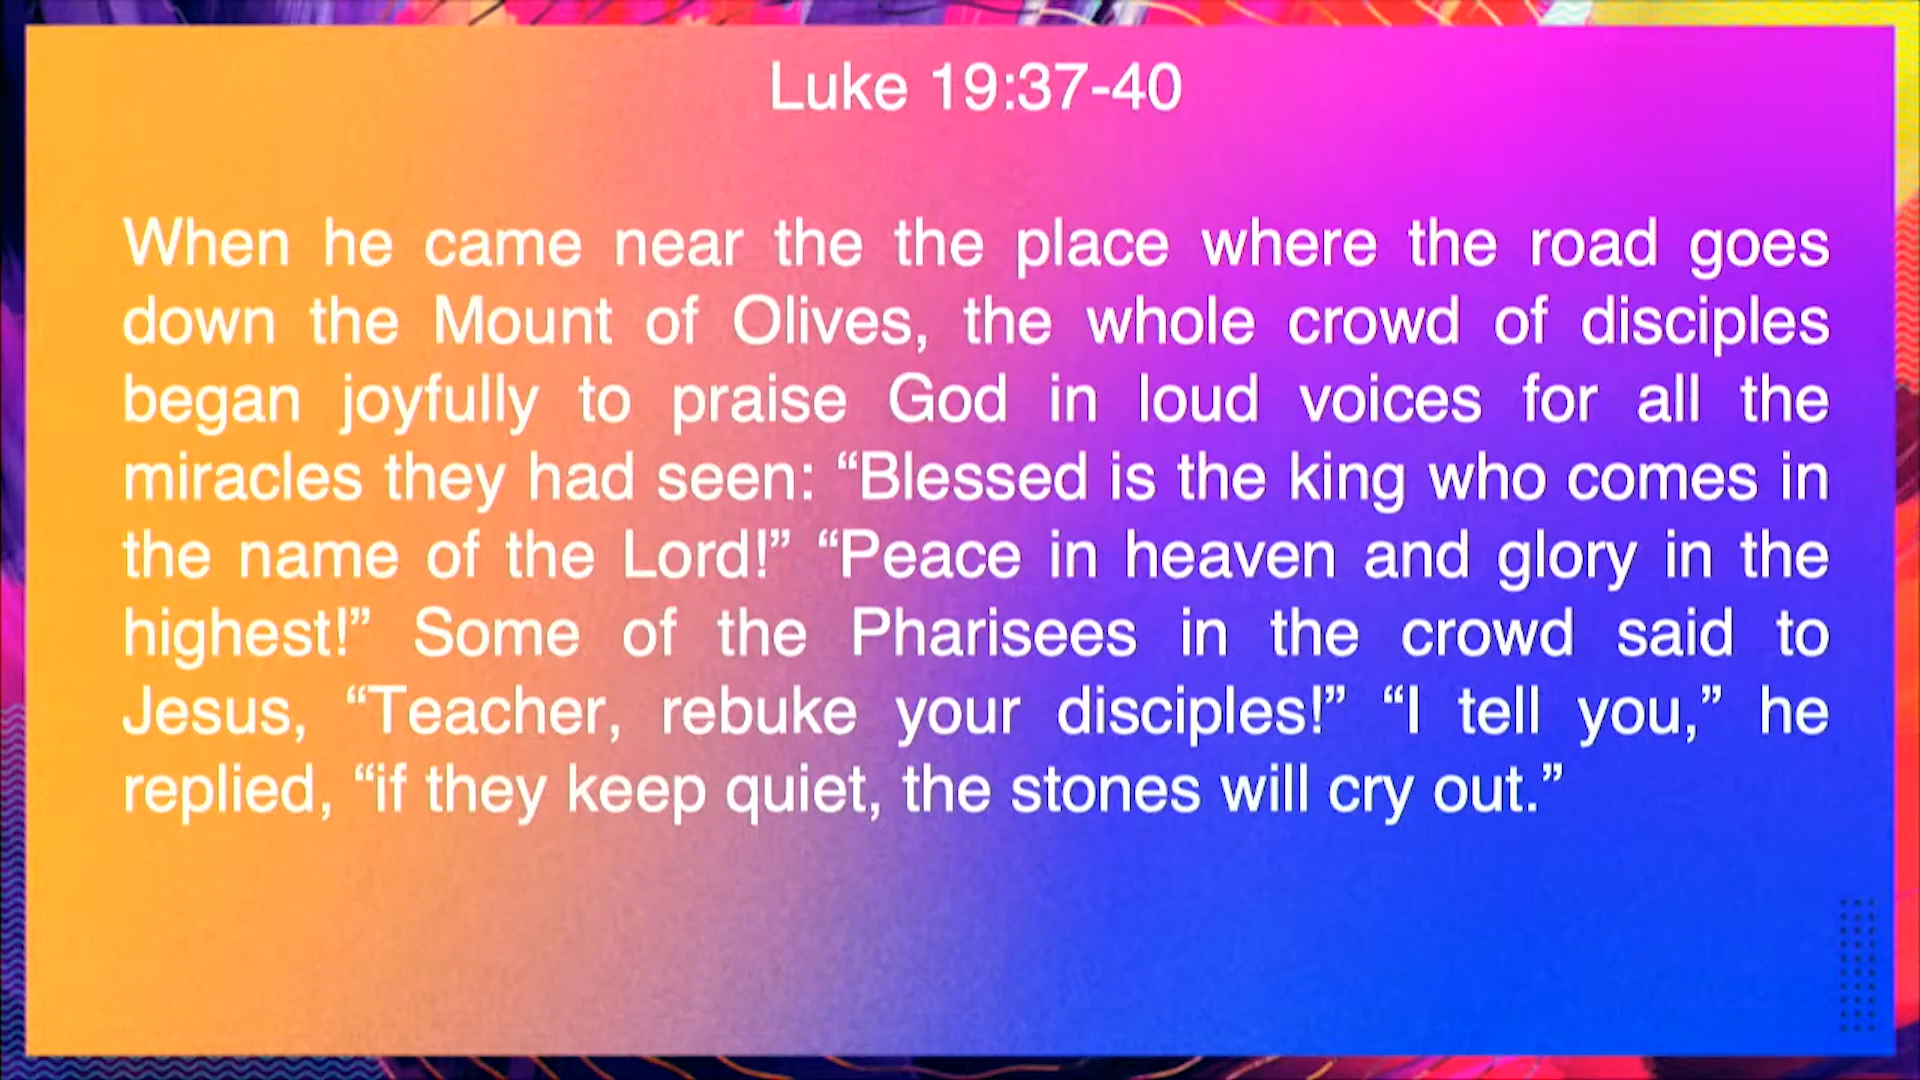 Luke 19:37-40
When he came near the the place where the road goes
down the Mount of Olives, the whole crowd of disciples
began joyfully to praise God in loud voices for all the
miracles they had seen: “Blessed is the king who comes in
the name of the Lord!” “Peace in heaven and glory in the
highest!” Some of the Pharisees in the crowd said to
Jesus, “Teacher, rebuke your disciples!” “I tell you,” he
replied, “if they keep quiet, the stones will cry out.”